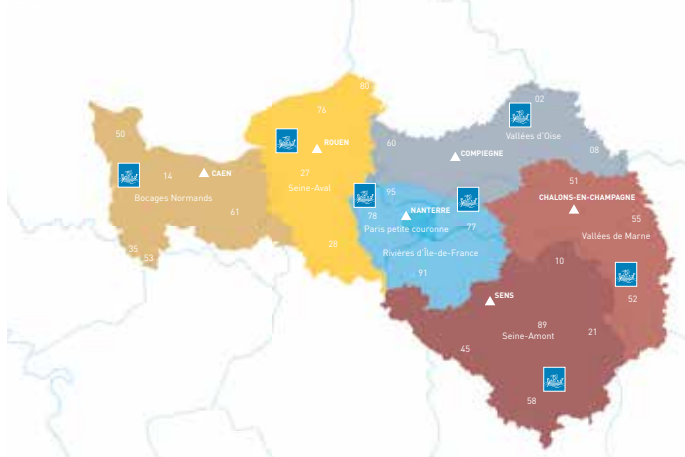 80
76
02
50
ROUEN
Vallées d'Oise
60
COMPIEGNE
08
14
CAEN
27
51
Seine-Aval
95
CHALONS-EN-CHAMPAGNE
Bocages Normands
61
78
NANTERRE
55
Paris petite couronne
77
Vallées de Marne
35
28
Rivières d'Île-de-France
53
10
91
SENS
52
89
21
Seine-Amont
45
58